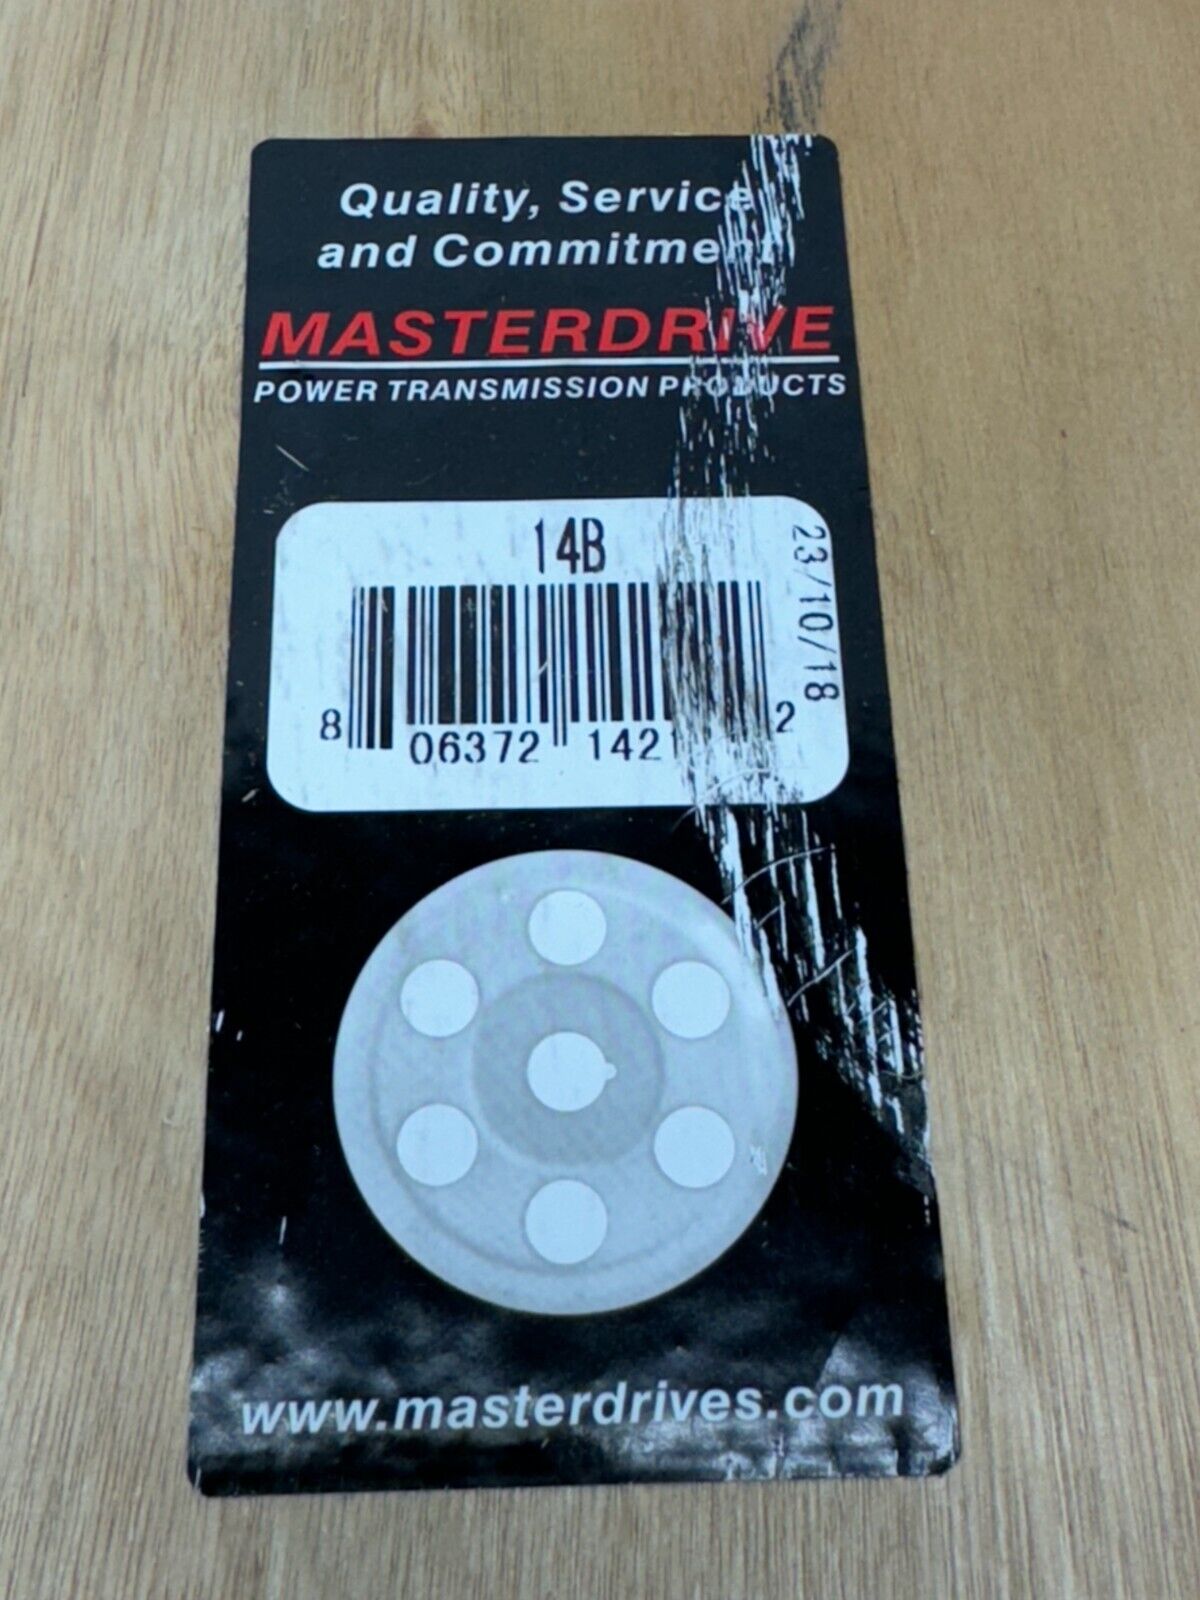 Quality, Service
and Commitment
MASTERDRIVE
POWER TRANSMISSION PRODUCTS
14B
23/10/18
8 06372 142 2
www.masterdrives.com